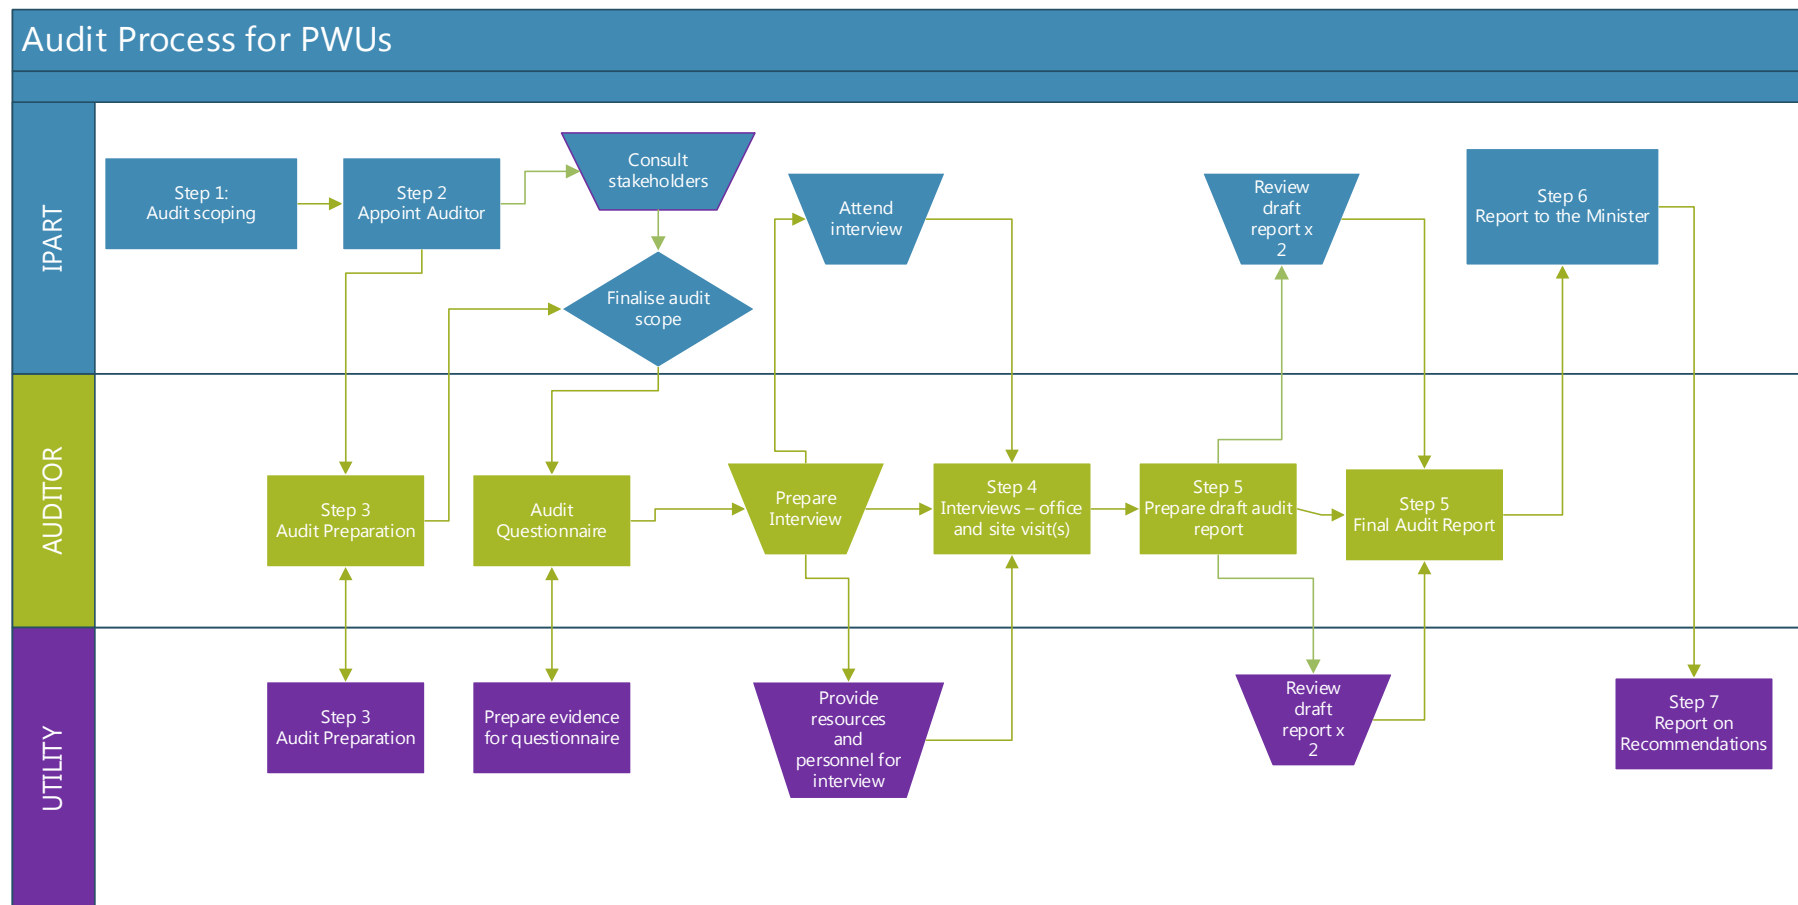 Audit Process for PWUs
IPART
Step 1:
Audit scoping
Step 2
Appoint Auditor
Consult
stakeholders
Finalise audit
scope
Attend
interview
Review
draft
report x
2
Step 6
Report to the Minister
AUDITOR
Step 3
Audit Preparation
Audit
Questionnaire
Prepare
Interview
Step 4
Interviews – office
and site visit(s)
Step 5
Prepare draft audit
report
Step 5
Final Audit Report
UTILITY
Step 3
Audit Preparation
Prepare evidence
for questionnaire
Provide
resources
and
personnel for
interview
Review
draft
report x
2
Step 7
Report on
Recommendations